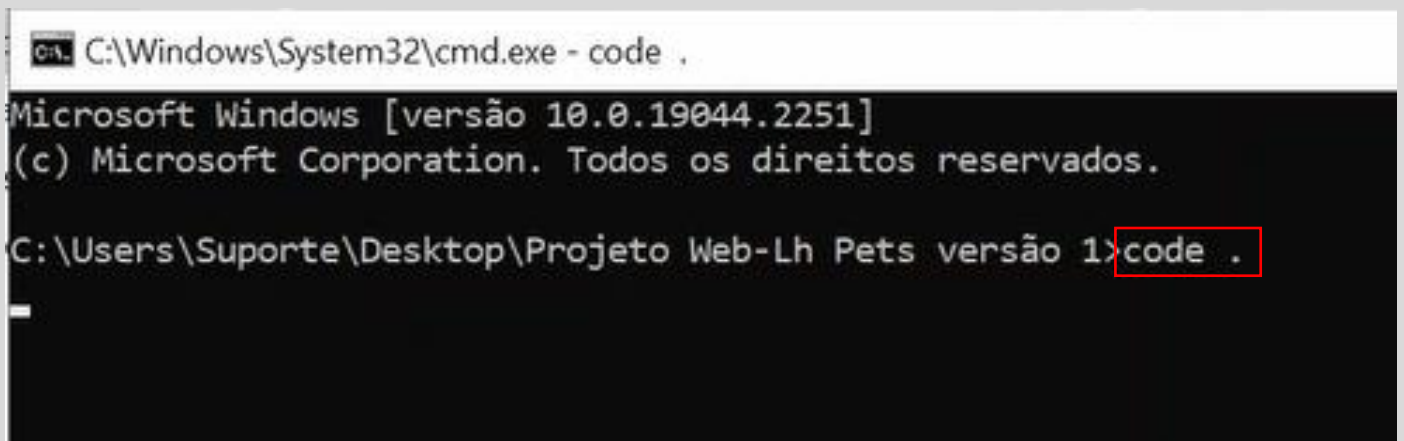 C:\Windows\System32\cmd.exe - code .
Microsoft Windows [versão 10.0.19044.2251]
(c) Microsoft Corporation. Todos os direitos reservados.
C:\Users\Suporte\Desktop\Projeto Web-Lh Pets versão 1>code .